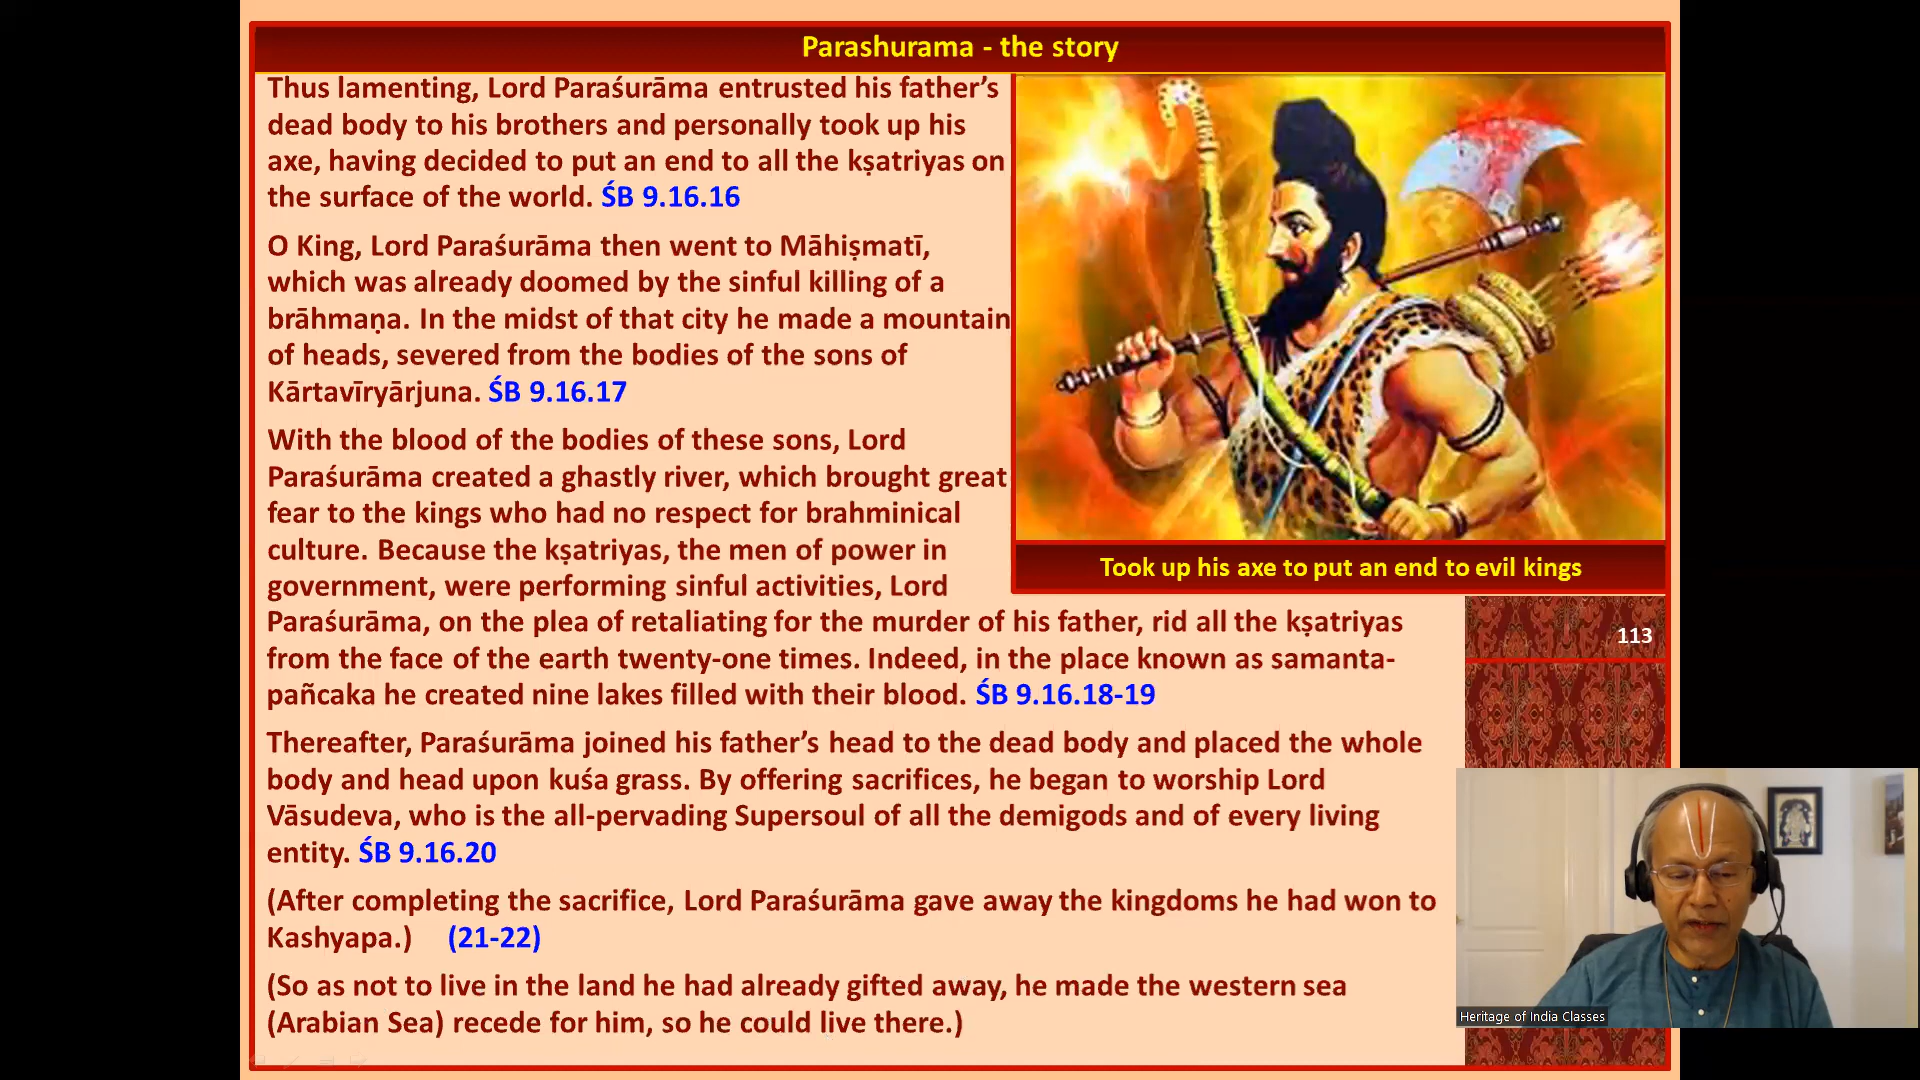 Parashurama - the story
Thus lamenting, Lord Paraśurāma entrusted his father’s
dead body to his brothers and personally took up his
axe, having decided to put an end to all the kṣatriyas on
the surface of the world. ŚB 9.16.16
O King, Lord Paraśurāma then went to Māhiṣmatī,
which was already doomed by the sinful killing of a
brāhmaṇa. In the midst of that city he made a mountain
of heads, severed from the bodies of the sons of
Kārtavīryārjuna. ŚB 9.16.17
With the blood of the bodies of these sons, Lord
Paraśurāma created a ghastly river, which brought great
fear to the kings who had no respect for brahminical
culture. Because the kṣatriyas, the men of power in
government, were performing sinful activities, Lord
Paraśurāma, on the plea of retaliating for the murder of his father, rid all the kṣatriyas
from the face of the earth twenty-one times. Indeed, in the place known as samanta-
pañcaka he created nine lakes filled with their blood. ŚB 9.16.18-19
Thereafter, Paraśurāma joined his father’s head to the dead body and placed the whole
body and head upon kuśa grass. By offering sacrifices, he began to worship Lord
Vāsudeva, who is the all-pervading Supersoul of all the demigods and of every living
entity. ŚB 9.16.20
(After completing the sacrifice, Lord Paraśurāma gave away the kingdoms he had won to
Kashyapa.) (21-22)
(So as not to live in the land he had already gifted away, he made the western sea
(Arabian Sea) recede for him, so he could live there.)
Took up his axe to put an end to evil kings
113
Heritage of India Classes